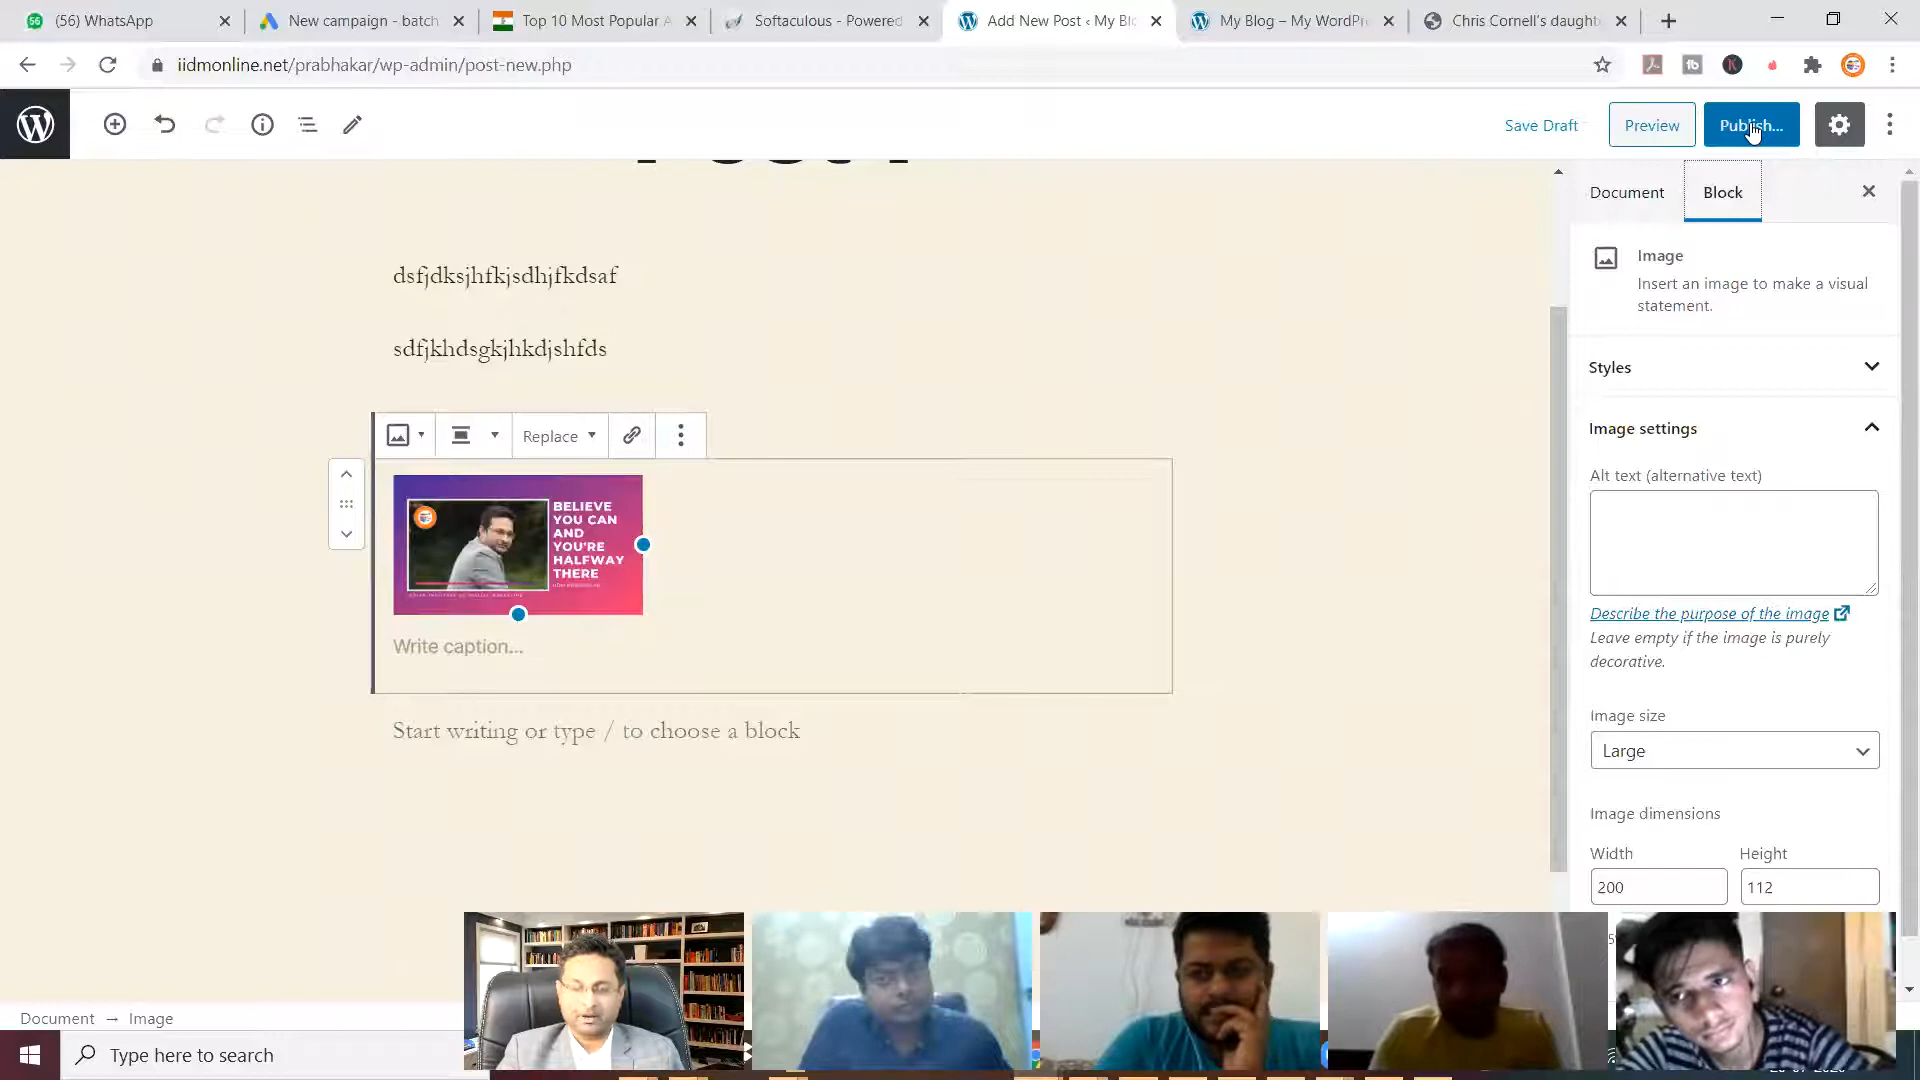 (56) WhatsApp
New campaign - batch
Top 10 Most Popular A
Softaculous - Powered
Add New Post ‹ My Blo
My Blog – My WordPre
Chris Cornell's daught
iidmonline.net/prabhakar/wp-admin/post-new.php
Save Draft
Preview
Publish...
Document
Block
dsfjdksjhfkjsdhjfkdsaf
sdfjkhdsgkjhkdjshfds
Replace
BELIEVE
YOU CAN
AND
YOU'RE
HALFWAY
THERE
Write caption...
Start writing or type / to choose a block
Image
Insert an image to make a visual
statement.
Styles
Image settings
Alt text (alternative text)
Describe the purpose of the image
Leave empty if the image is purely
decorative.
Image size
Large
Image dimensions
Width
Height
200
112
Document → Image
Type here to search